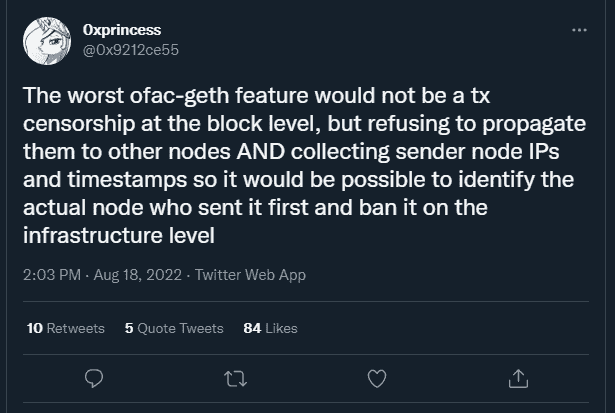 Oxprincess
@0x9212ce55
The worst ofac-geth feature would not be a tx
censorship at the block level, but refusing to propagate
them to other nodes AND collecting sender node IPs
and timestamps so it would be possible to identify the
actual node who sent it first and ban it on the
infrastructure level
2:03 PM · Aug 18, 2022 · Twitter Web App
10 Retweets 5 Quote Tweets 84 Likes